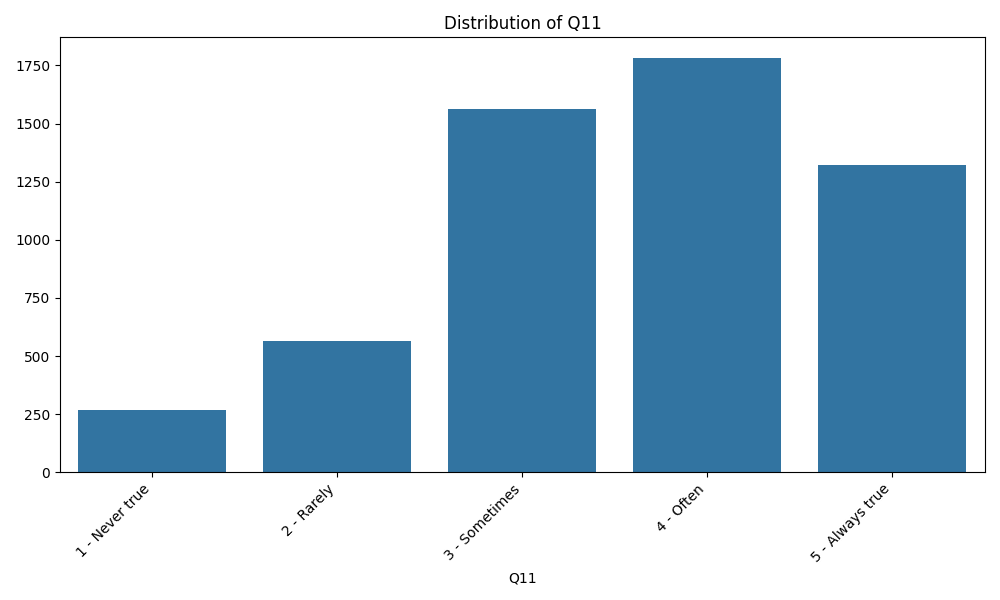 Distribution of Q11
1750
1500
1250
1000
750
500
250
0
1 - Never true
2 - Rarely
3 - Sometimes
4 - Often
5 - Always true
Q11